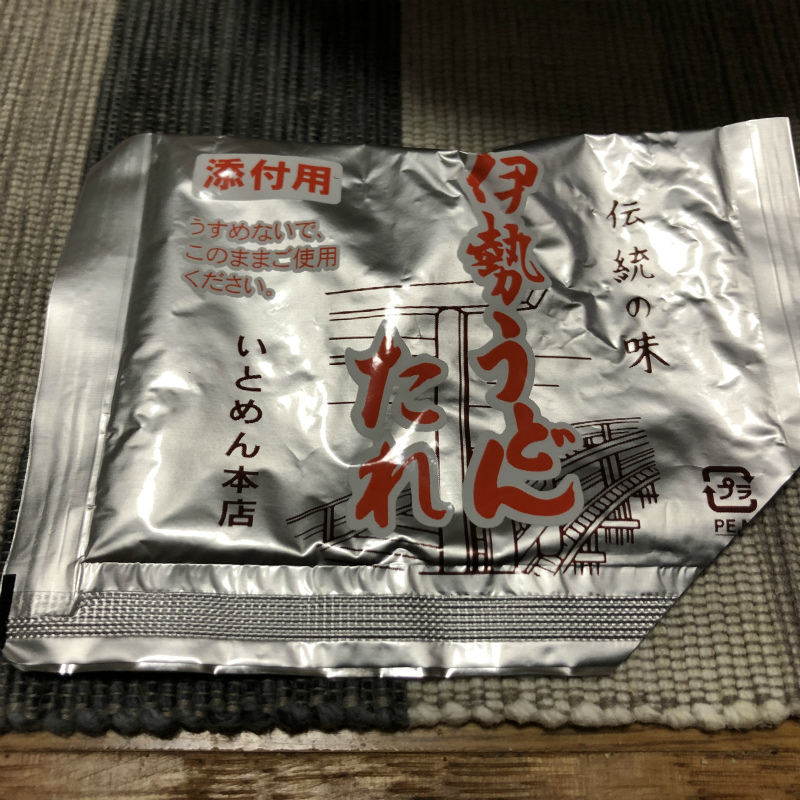 添付用
うすめないで、
このままご使用
ください。
伝統の味
伊勢うどん
たれ
いとめん本店
プラ
PE